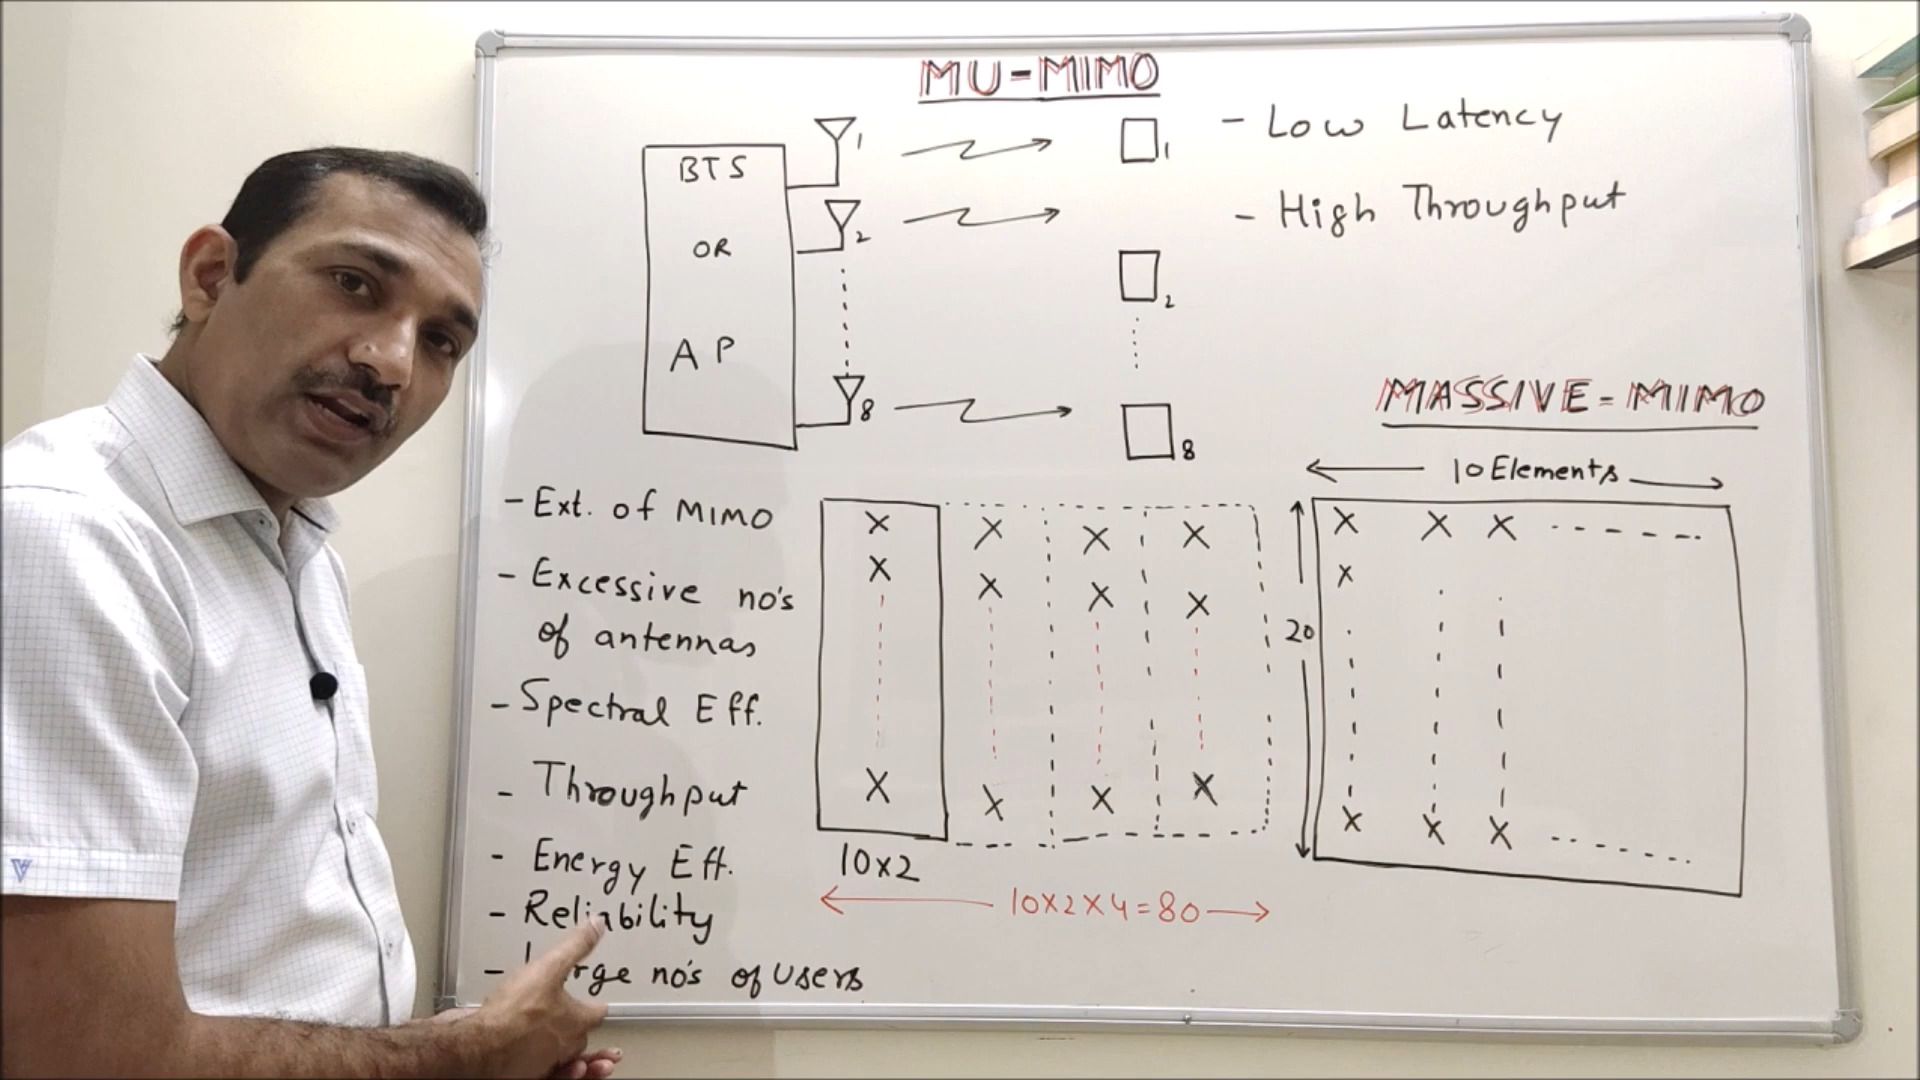 MU-MIMO
BTS
OR
AP
1
2
8
1
2
8
- Low Latency
- High Throughput
MASSIVE-MIMO
10 Elements
20
- Ext. of MIMO
- Excessive no's
of antennas
- Spectral Eff.
- Throughput
- Energy Eff.
- Reliability
- Large no's of users
X X X X
X X X X
X X X X
10x2
10x2x4=80
X X X
X
X X X